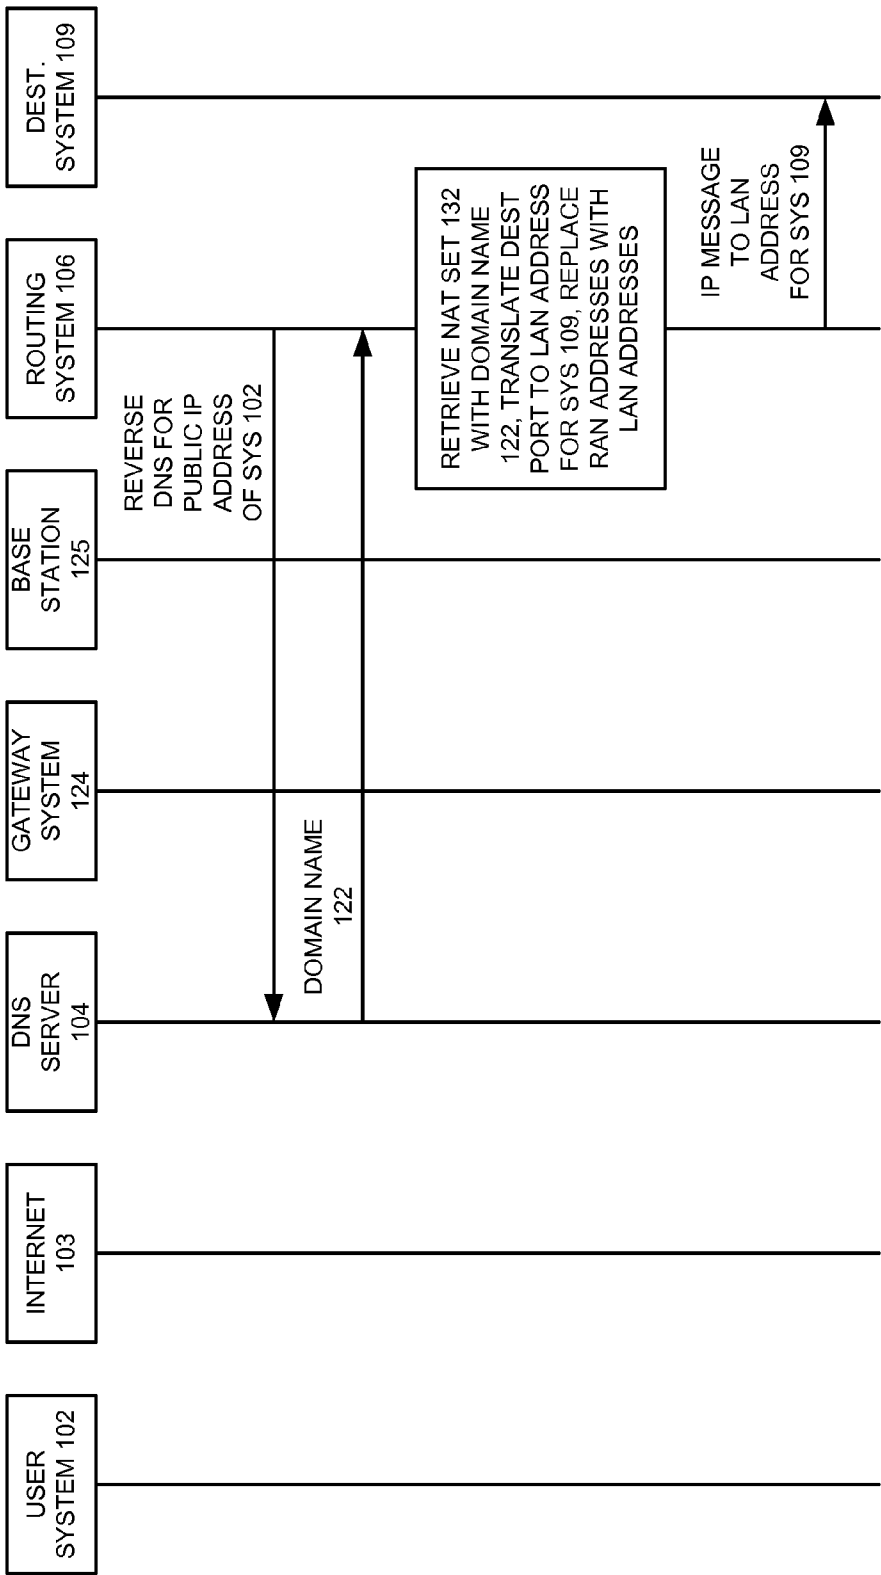 USER
SYSTEM 102
INTERNET
103
DNS
SERVER
104
GATEWAY
SYSTEM
124
BASE
STATION
125
ROUTING
SYSTEM 106
DEST.
SYSTEM 109
REVERSE
DNS FOR
PUBLIC IP
ADDRESS
OF SYS 102
DOMAIN NAME
122
RETRIEVE NAT SET 132
WITH DOMAIN NAME
122, TRANSLATE DEST
PORT TO LAN ADDRESS
FOR SYS 109, REPLACE
RAN ADDRESSES WITH
LAN ADDRESSES
IP MESSAGE
TO LAN
ADDRESS
FOR SYS 109